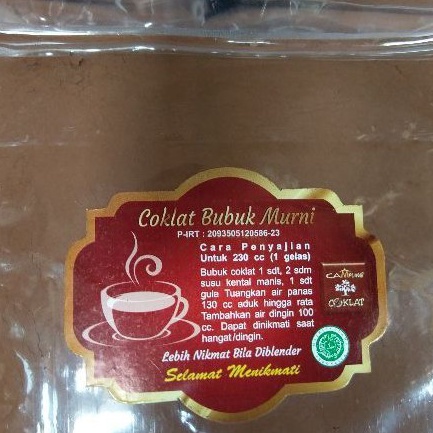 Coklat Bubuk Murni
P-IRT : 2093505120586-23
Cara Penyajian
Untuk 230 cc (1 gelas)
Bubuk coklat 1 sdt, 2 sdm
susu kental manis, 1 sdt
gule Tuangkan air panas
130 cc aduk hingga rata
Tambahkan air dingin 100
cc. Dapat dinikmati saat
hangat/dingin.
COKLAT
Lebih Nikmat Bila Diblender
Selamat Menikmati